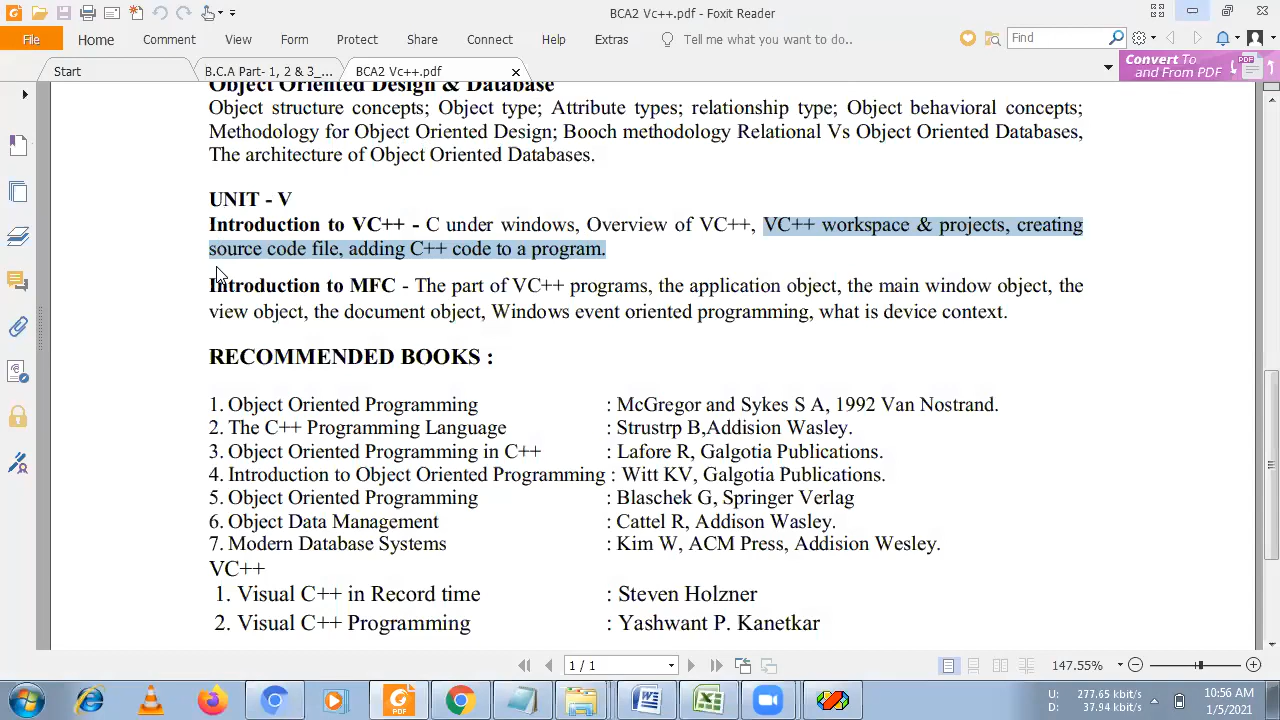 BCA2 Vc++.pdf - Foxit Reader
File Home Comment View Form Protect Share Connect Help Extras Tell me what you want to do.. Find
Start B.C.A Part- 1, 2 & 3_... BCA2 Vc++.pdf Convert To
and From PDF PDF
Object Oriented Design & Database
Object structure concepts; Object type; Attribute types; relationship type; Object behavioral concepts;
Methodology for Object Oriented Design; Booch methodology Relional Vs Object Oriented Databases,
The architecture of Object Oriented Databases.
UNIT - V
Introduction to VC++ - C under windows, Overview of VC++, VC++ workspace & projects, creating
source code file, adding C++ code to a program.
Introduction to MFC - The part of VC++ programs, the application object, the main window object, the
view object, the document object, Windows event oriented programming, what is device context.
RECOMMENDED BOOKS :
1. Object Oriented Programming : McGregor and Sykes S A, 1992 Van Nostrand.
2. The C++ Programming Language : Strustrp B,Addision Wasley.
3. Object Oriented Programming in C++ : Lafore R, Galgotia Publications.
4. Introduction to Object Oriented Programming : Witt KV, Galgotia Publications.
5. Object Oriented Programming : Blaschek G, Springer Verlag
6. Object Data Management : Cattel R, Addison Wasley.
7. Modern Database Systems : Kim W, ACM Press, Addision Wesley.
VC++
1. Visual C++ in Record time : Steven Holzner
2. Visual C++ Programming : Yashwant P. Kanetkar
1 / 1 147.55%
U: 277.65 kbit/s 10:56 AM
D: 37.94 kbit/s 1/5/2021